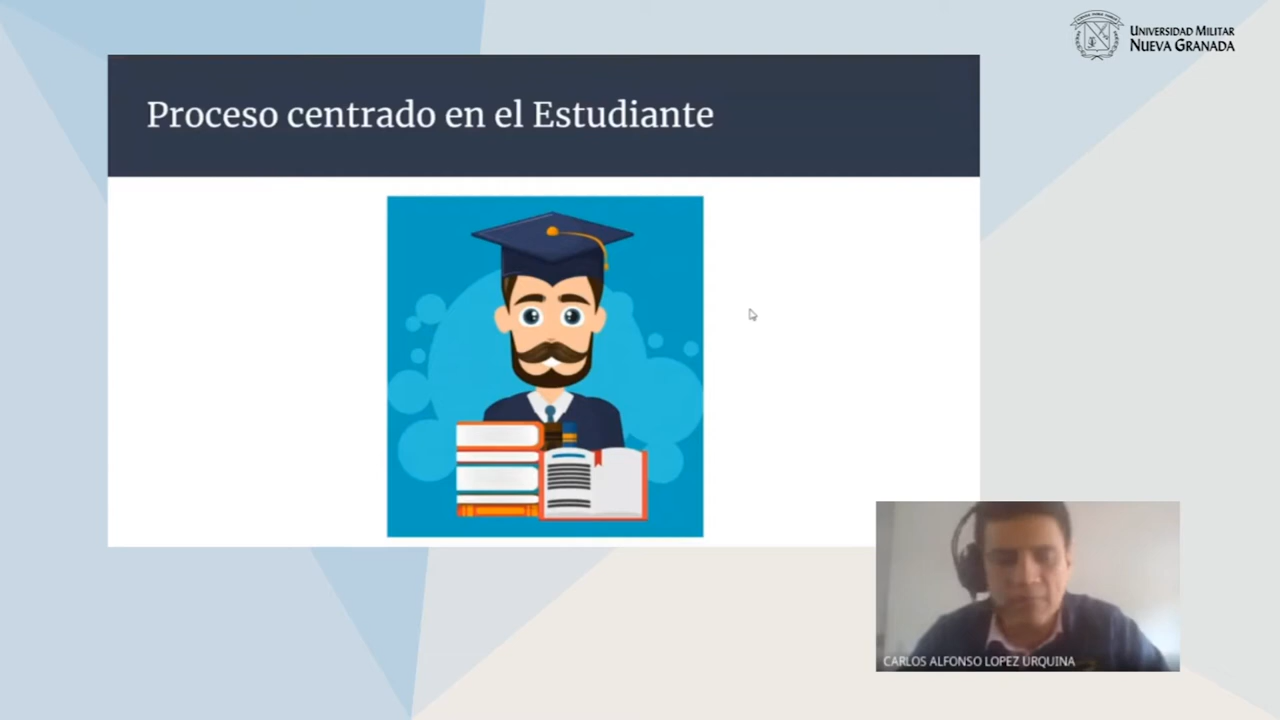 UNIVERSIDAD MILITAR
NUEVA GRANADA
Proceso centrado en el Estudiante
CARLOS ALFONSO LOPEZ URQUINA